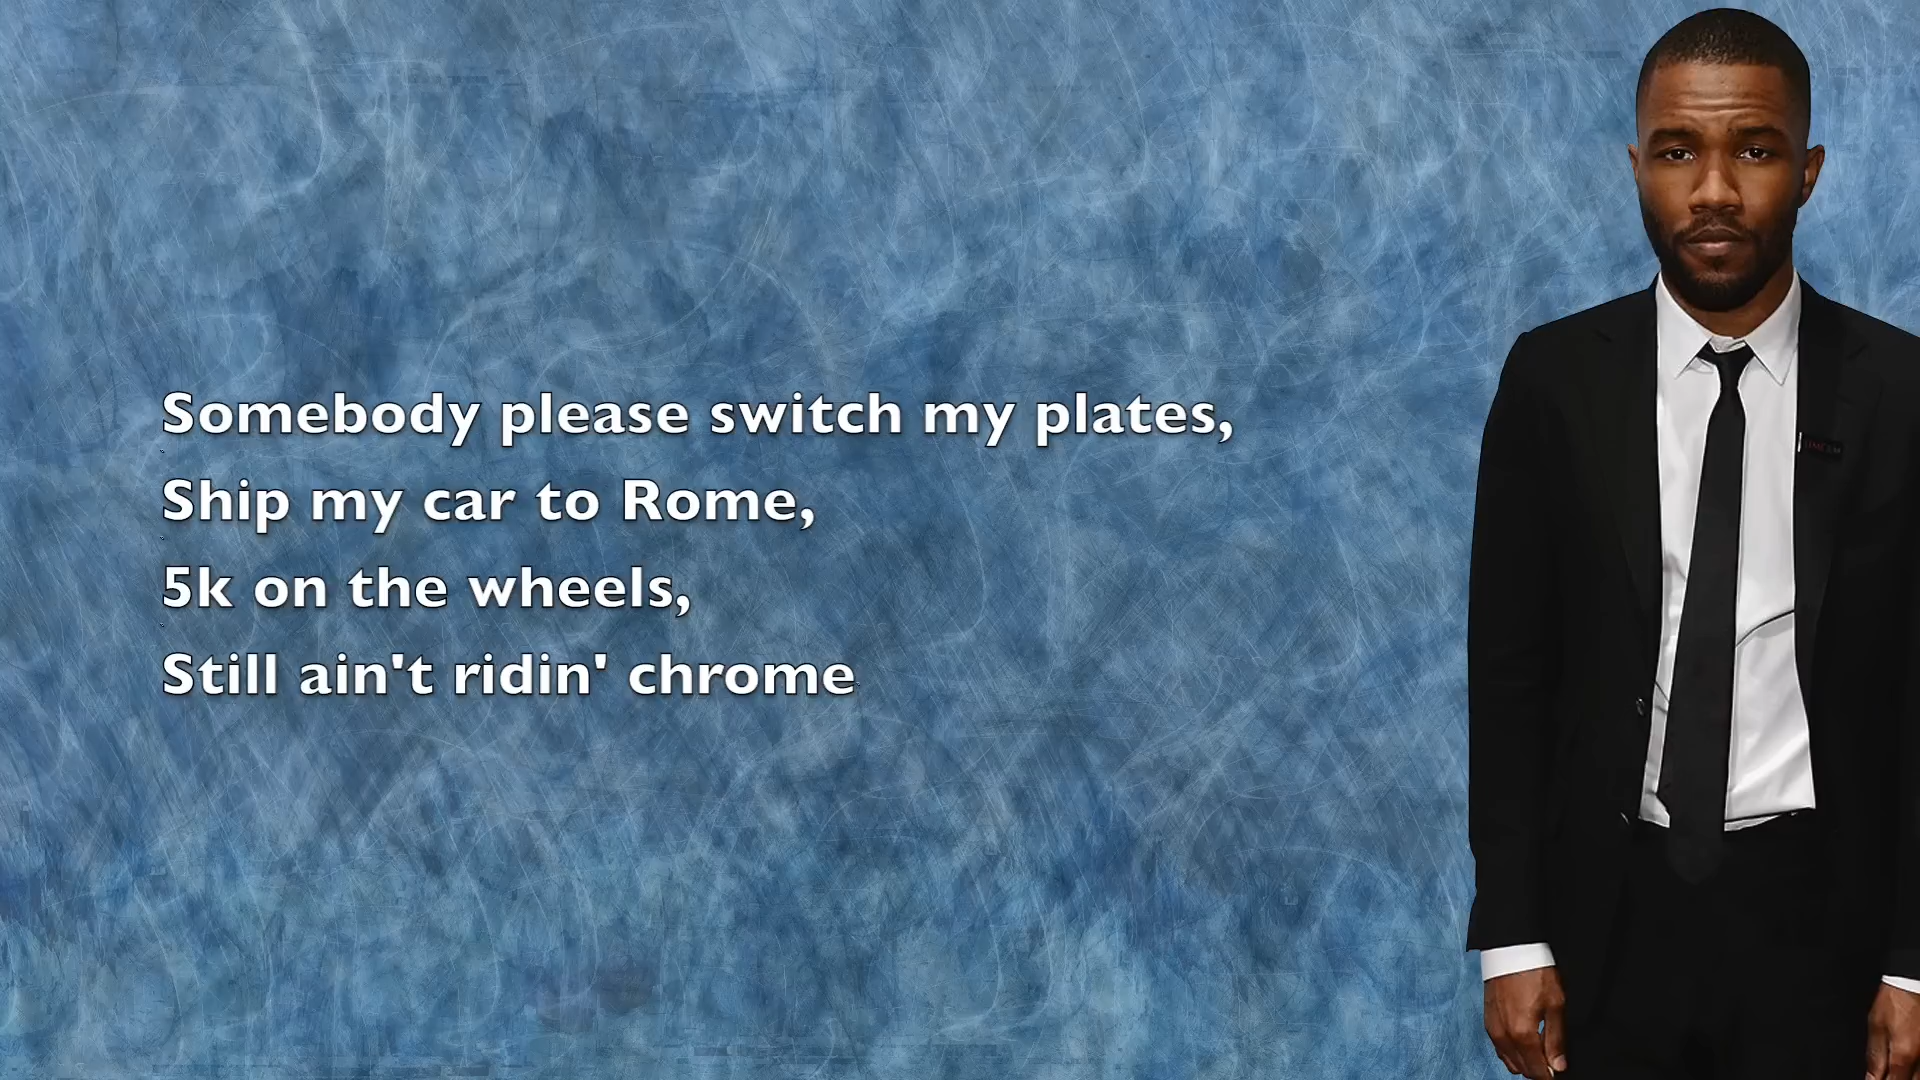 Somebody please switch my plates,
Ship my car to Rome,
5k on the wheels,
Still ain't ridin' chrome